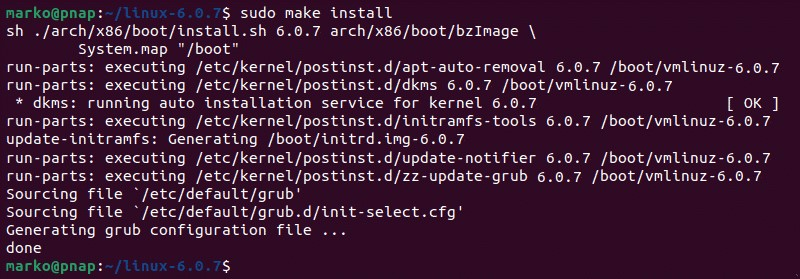 marko@pnap:~/linux-6.0.7$ sudo make install
sh ./arch/x86/boot/install.sh 6.0.7 arch/x86/boot/bzImage \
        System.map "/boot"
run-parts: executing /etc/kernel/postinst.d/apt-auto-removal 6.0.7 /boot/vmlinuz-6.0.7
run-parts: executing /etc/kernel/postinst.d/dkms 6.0.7 /boot/vmlinuz-6.0.7
 * dkms: running auto installation service for kernel 6.0.7                     [ OK ]
run-parts: executing /etc/kernel/postinst.d/initramfs-tools 6.0.7 /boot/vmlinuz-6.0.7
update-initramfs: Generating /boot/initrd.img-6.0.7
run-parts: executing /etc/kernel/postinst.d/update-notifier 6.0.7 /boot/vmlinuz-6.0.7
run-parts: executing /etc/kernel/postinst.d/zz-update-grub 6.0.7 /boot/vmlinuz-6.0.7
Sourcing file `/etc/default/grub'
Sourcing file `/etc/default/grub.d/init-select.cfg'
Generating grub configuration file ...
done
marko@pnap:~/linux-6.0.7$